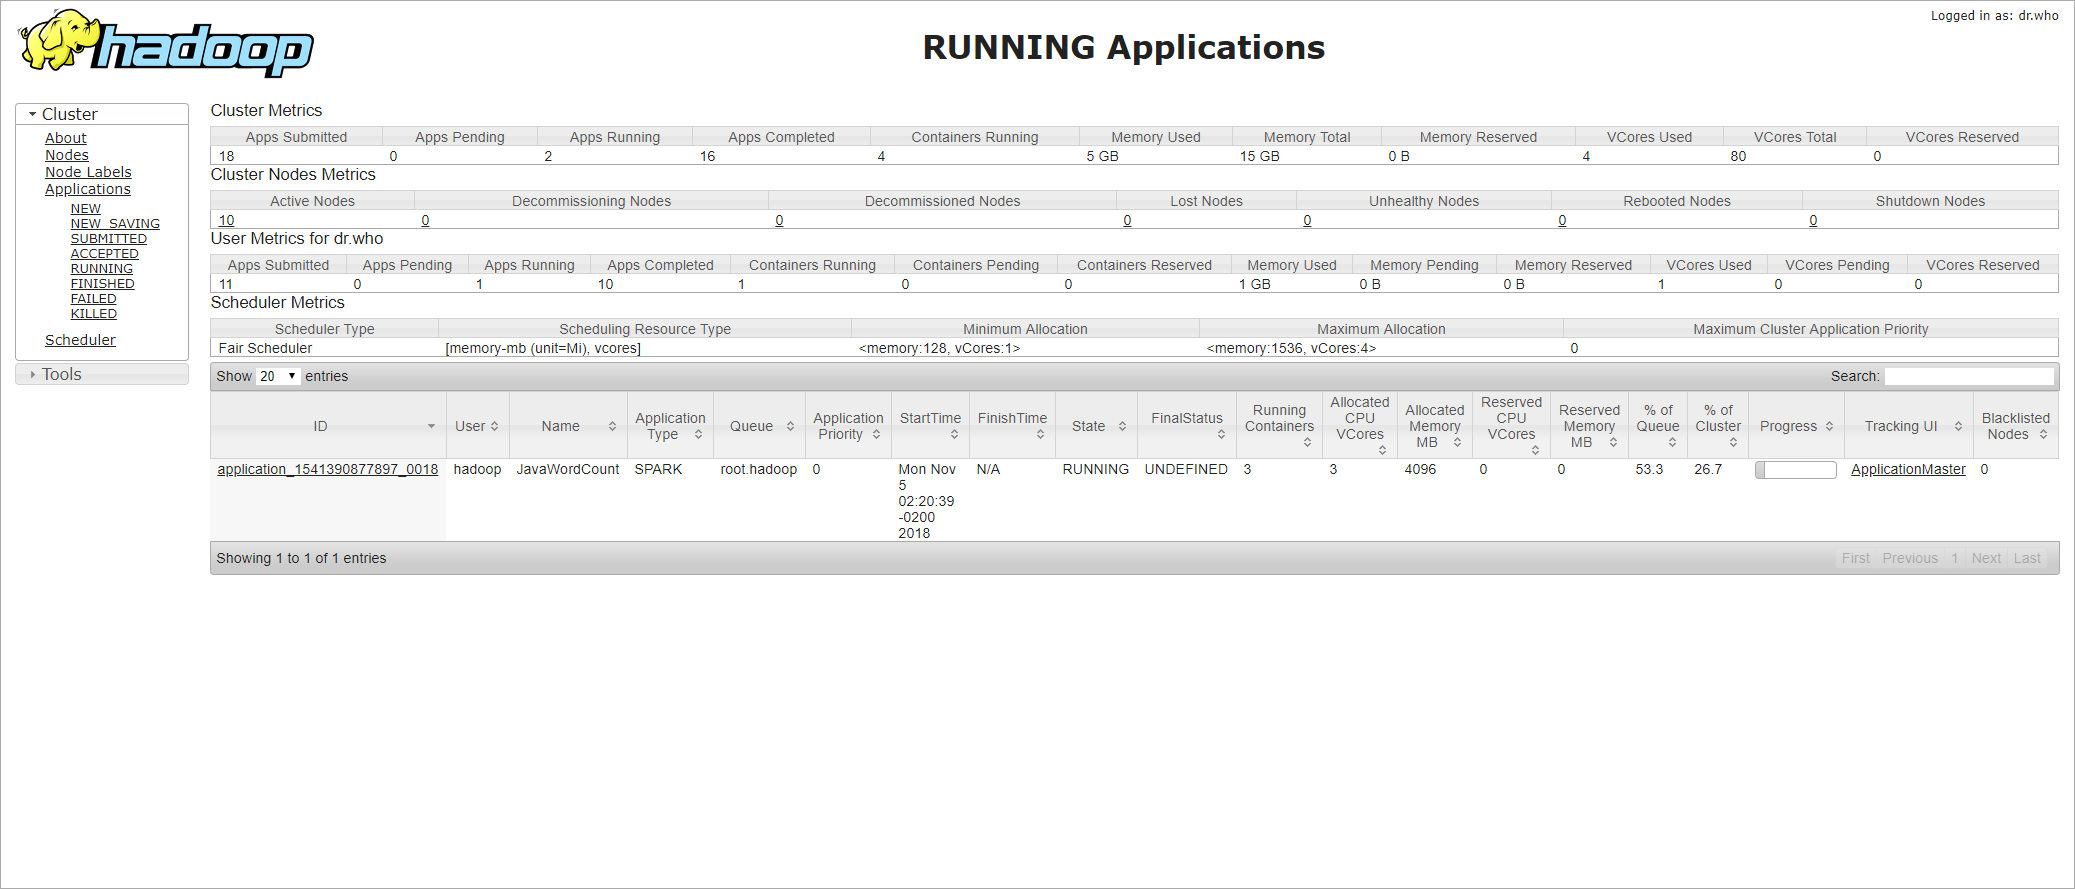 hadoop
Logged in as: dr.who
RUNNING Applications
Cluster
About
Nodes
Node Labels
Applications
NEW
NEW_SAVING
SUBMITTED
ACCEPTED
RUNNING
FINISHED
FAILED
KILLED
Scheduler
Tools
Cluster Metrics
Apps Submitted Apps Pending Apps Running Apps Completed Containers Running Memory Used Memory Total Memory Reserved VCores Used VCores Total VCores Reserved
18 0 2 16 4 5 GB 15 GB 0 B 4 80 0
Cluster Nodes Metrics
Active Nodes Decommissioning Nodes Decommissioned Nodes Lost Nodes Unhealthy Nodes Rebooted Nodes Shutdown Nodes
10 0 0 0 0 0 0
User Metrics for dr.who
Apps Submitted Apps Pending Apps Running Apps Completed Containers Running Containers Pending Containers Reserved Memory Used Memory Pending Memory Reserved VCores Used VCores Pending VCores Reserved
11 0 1 10 1 0 0 1 GB 0 B 0 B 1 0 0
Scheduler Metrics
Scheduler Type Scheduling Resource Type Minimum Allocation Maximum Allocation Maximum Cluster Application Priority
Fair Scheduler [memory-mb (unit=Mi), vcores] <memory:128, vCores:1> <memory:1536, vCores:4> 0
Show 20 entries Search:
ID User Name Application Type Queue Application Priority StartTime FinishTime State FinalStatus Running Containers Allocated CPU VCores Allocated Memory MB Reserved CPU VCores Reserved Memory MB % of Queue % of Cluster Progress Tracking UI Blacklisted Nodes
application_1541390877897_0018 hadoop JavaWordCount SPARK root.hadoop 0 Mon Nov 5 02:20:39 -0200 2018 N/A RUNNING UNDEFINED 3 3 4096 0 0 53.3 26.7 ApplicationMaster 0
Showing 1 to 1 of 1 entries First Previous 1 Next Last